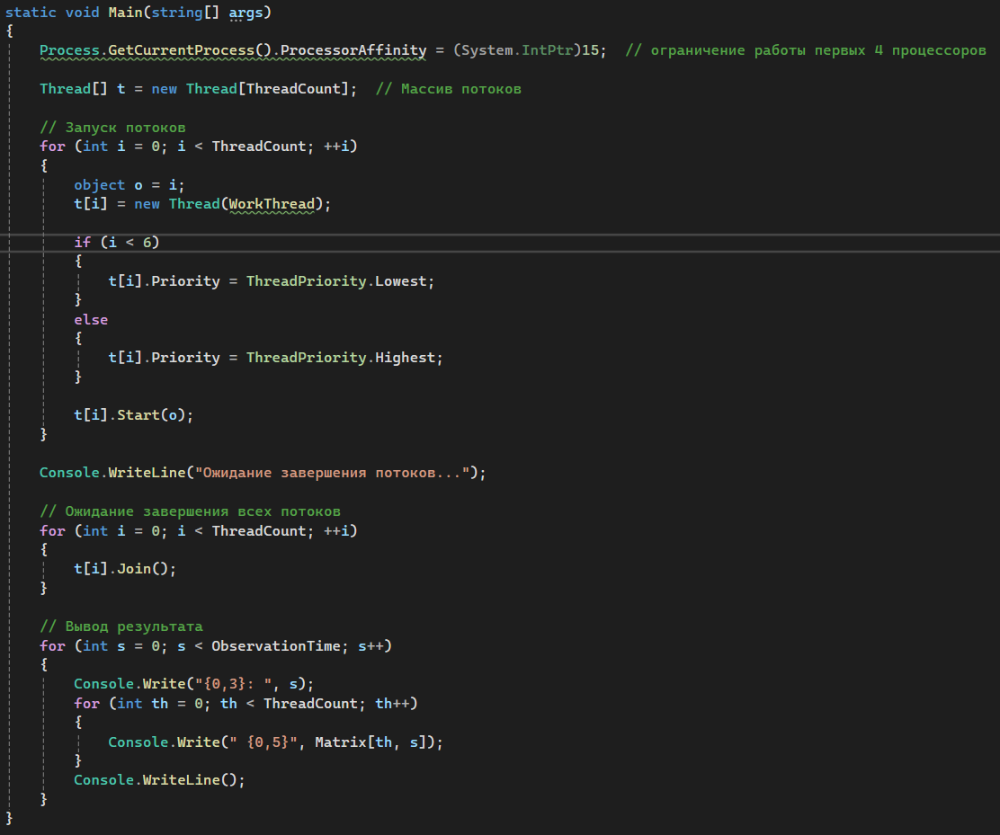 static void Main(string[] args)
{
    Process.GetCurrentProcess().ProcessorAffinity = (System.IntPtr)15;  // ограничение работы первых 4 процессоров

    Thread[] t = new Thread[ThreadCount];  // Массив потоков

    // Запуск потоков
    for (int i = 0; i < ThreadCount; ++i)
    {
        object o = i;
        t[i] = new Thread(WorkThread);

        if (i < 6)
        {
            t[i].Priority = ThreadPriority.Lowest;
        }
        else
        {
            t[i].Priority = ThreadPriority.Highest;
        }

        t[i].Start(o);
    }

    Console.WriteLine("Ожидание завершения потоков...");

    // Ожидание завершения всех потоков
    for (int i = 0; i < ThreadCount; ++i)
    {
        t[i].Join();
    }

    // Вывод результата
    for (int s = 0; s < ObservationTime; s++)
    {
        Console.Write("{0,3}: ", s);
        for (int th = 0; th < ThreadCount; th++)
        {
            Console.Write(" {0,5}", Matrix[th, s]);
        }
        Console.WriteLine();
    }
}